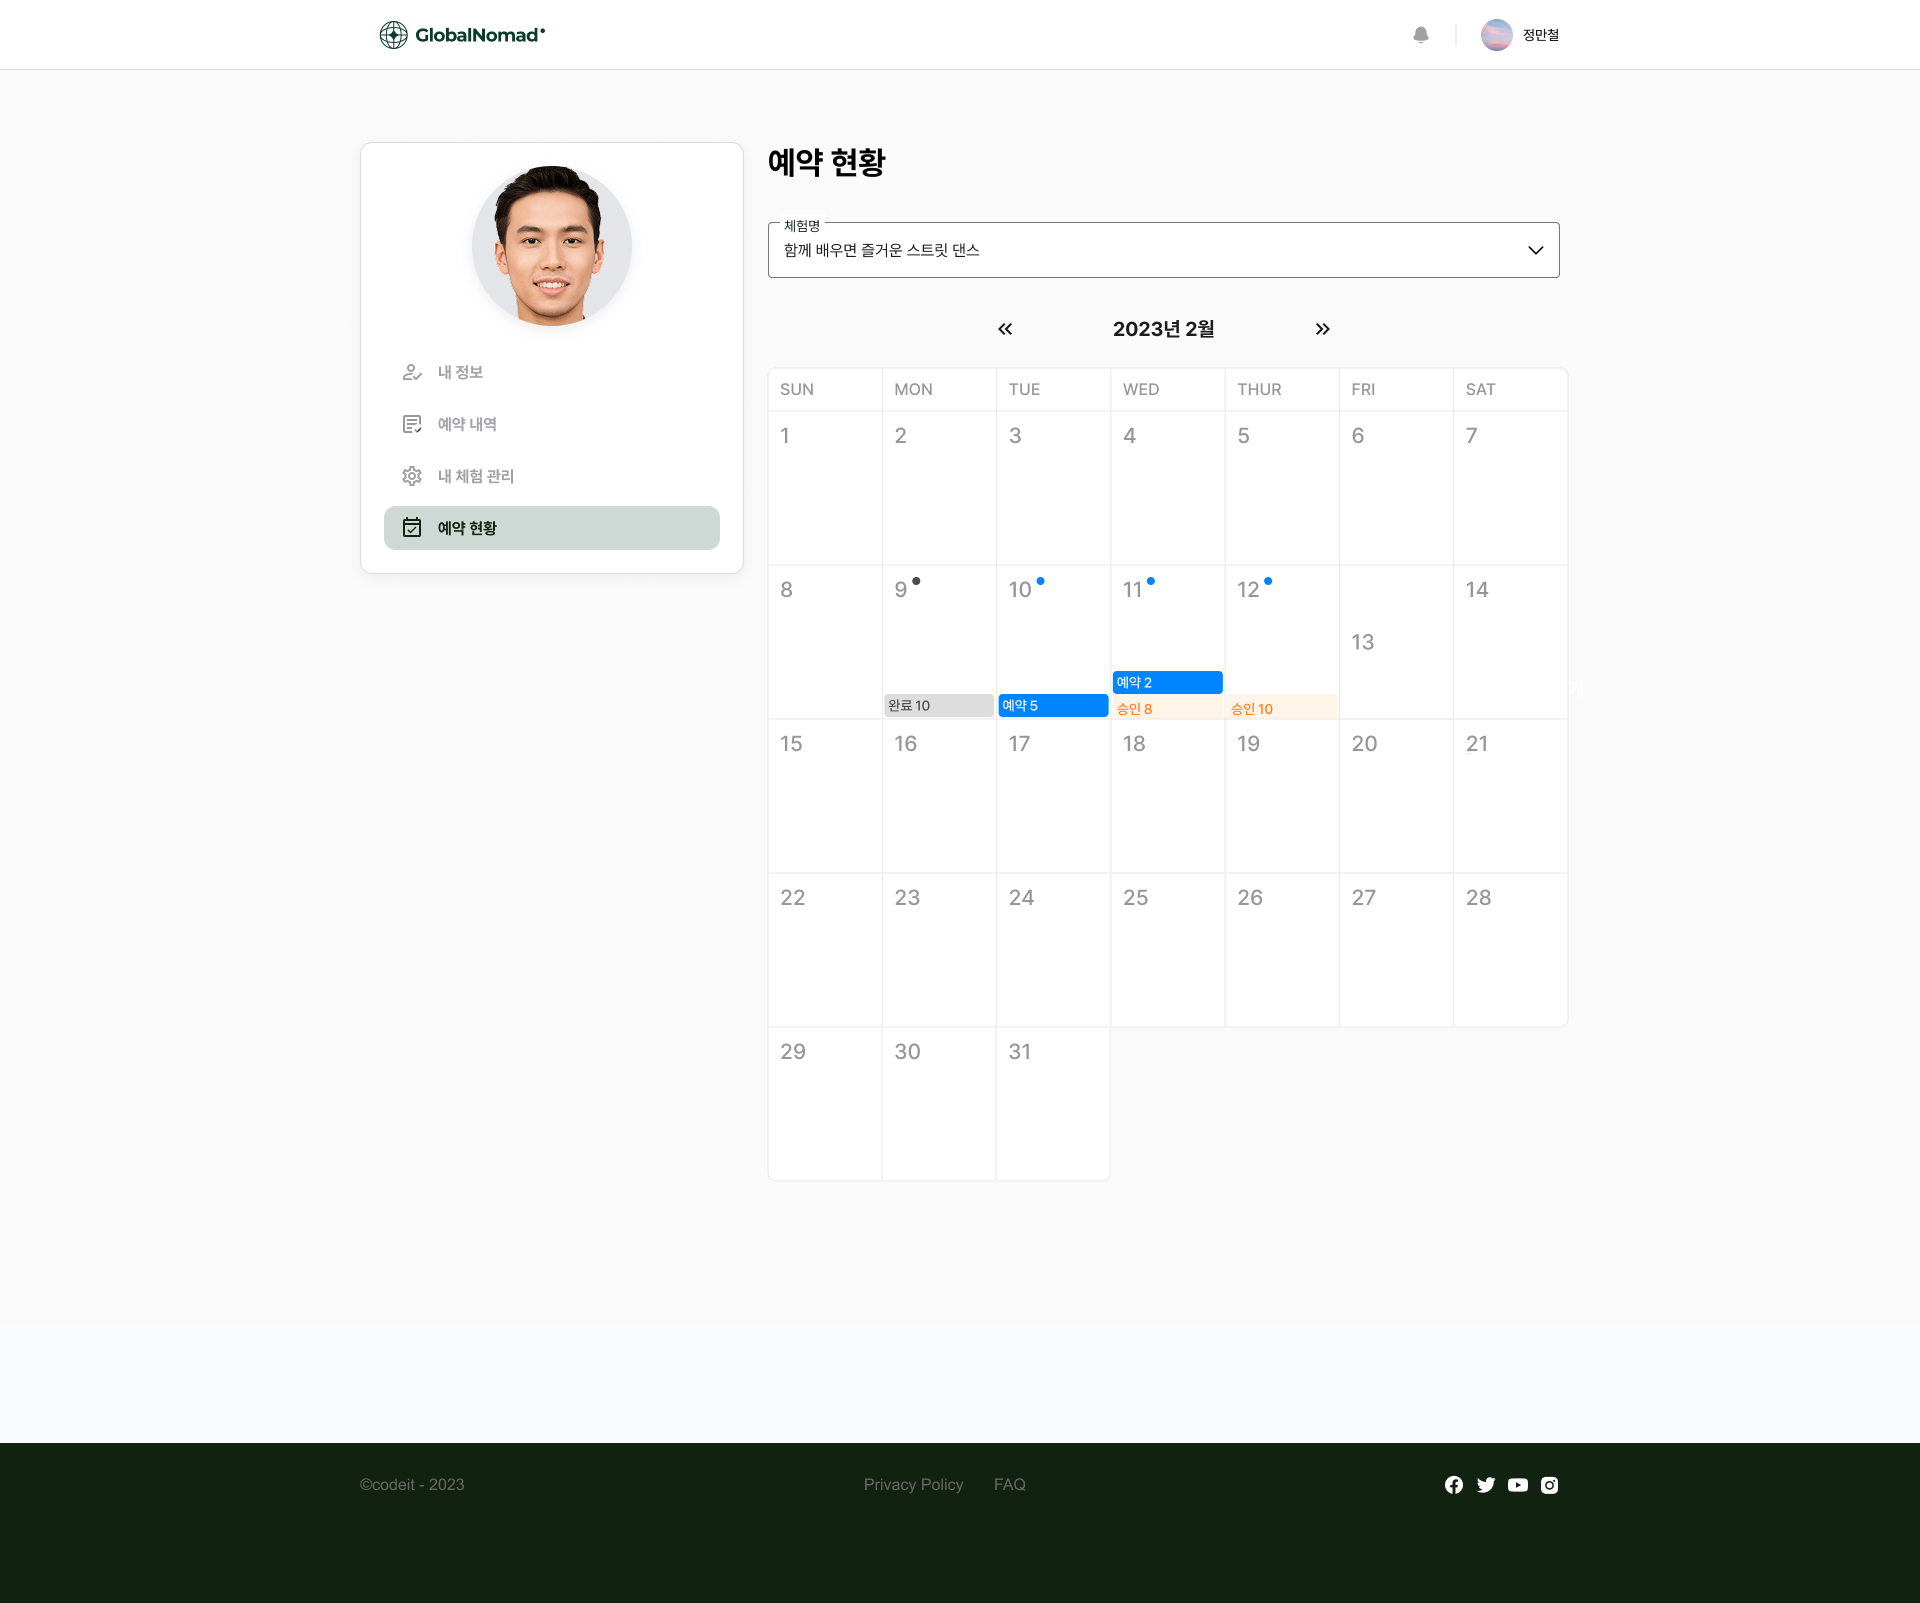 GlobalNomad
정만철
내 정보
예약 내역
내 체험 관리
예약 현황
예약 현황
체험명
함께 배우면 즐거운 스트릿 댄스
2023년 2월
SUN MON TUE WED THUR FRI SAT
1 2 3 4 5 6 7
8 9 10 11 12 13 14
예약 2
완료 10 예약 5 승인 8 승인 10
15 16 17 18 19 20 21
22 23 24 25 26 27 28
29 30 31
©codeit - 2023 Privacy Policy FAQ